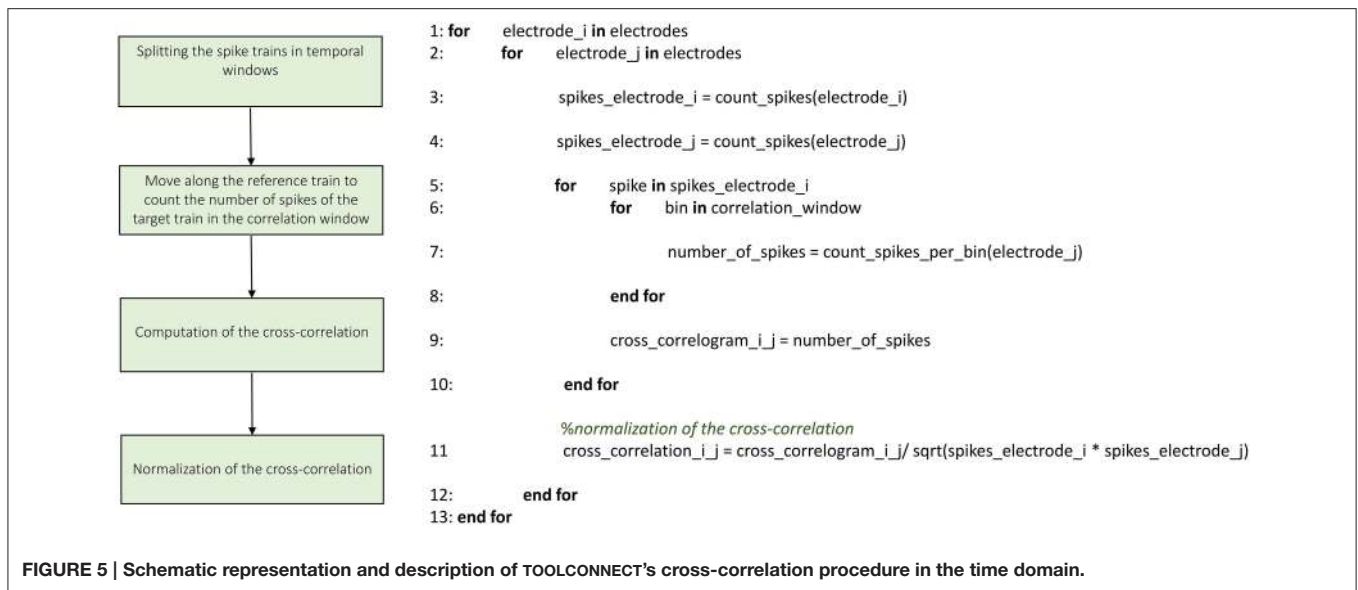 Splitting the spike trains in temporal
windows
Move along the reference train to
count the number of spikes of the
target train in the correlation window
Computation of the cross-correlation
Normalization of the cross-correlation
1: for electrode_i in electrodes
2: for electrode_j in electrodes
3: spikes_electrode_i = count_spikes(electrode_i)
4: spikes_electrode_j = count_spikes(electrode_j)
5: for spike in spikes_electrode_i
6: for bin in correlation_window
7: number_of_spikes = count_spikes_per_bin(electrode_j)
8: end for
9: cross_correlogram_i_j = number_of_spikes
10: end for
%normalization of the cross-correlation
11 cross_correlation_i_j = cross_correlogram_i_j/ sqrt(spikes_electrode_i * spikes_electrode_j)
12: end for
13: end for
FIGURE 5 | Schematic representation and description of TOOLCONNECT's cross-correlation procedure in the time domain.